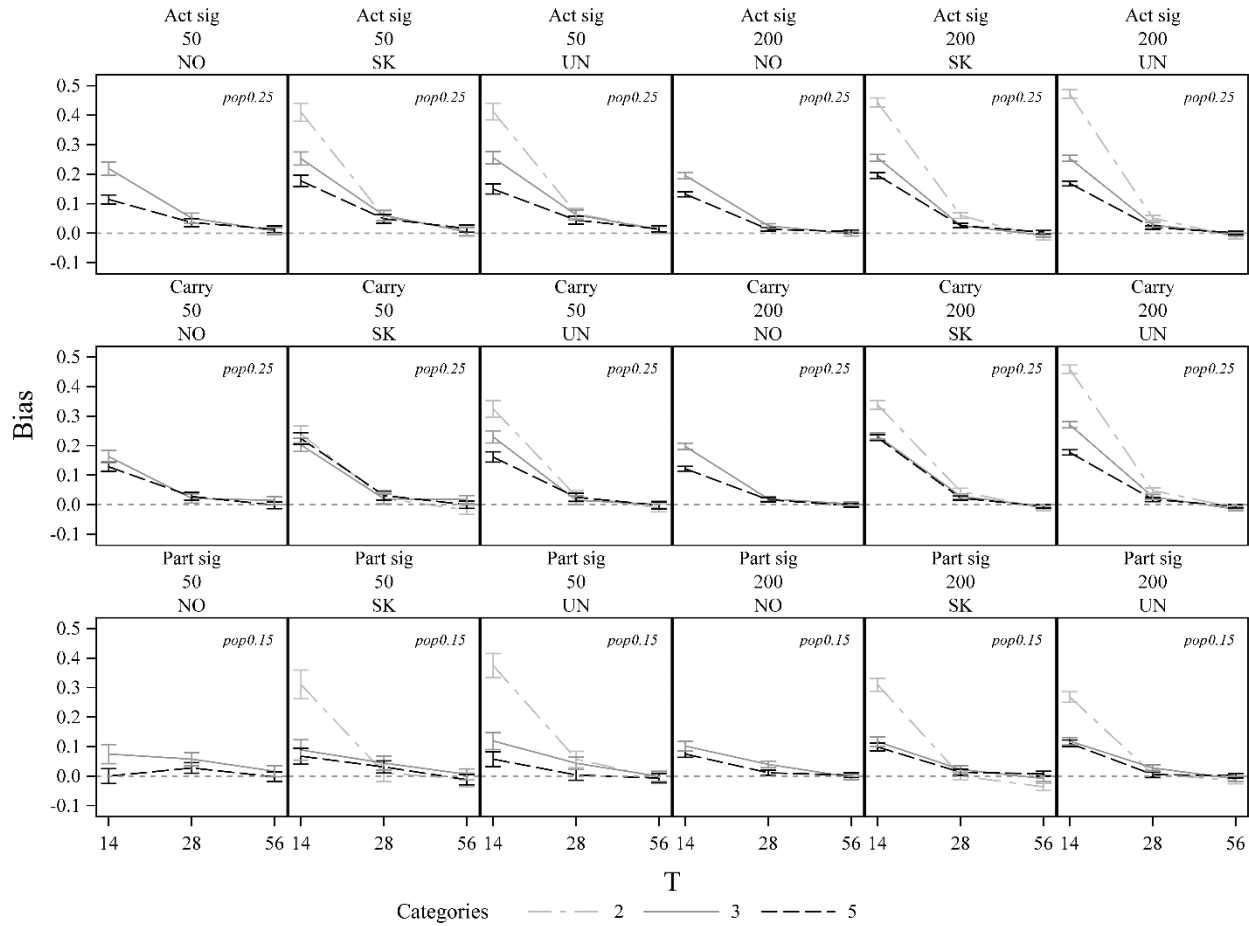 Act sig Act sig Act sig Act sig Act sig Act sig
50 50 50 200 200 200
NO SK UN NO SK UN
0.5 pop0.25 pop0.25 pop0.25 pop0.25 pop0.25 pop0.25
0.4
0.3
0.2
0.1
0.0
-0.1
Carry Carry Carry Carry Carry Carry
50 50 50 200 200 200
NO SK UN NO SK UN
0.5 pop0.25 pop0.25 pop0.25 pop0.25 pop0.25 pop0.25
0.4
0.3
Bias
0.2
0.1
0.0
-0.1
Part sig Part sig Part sig Part sig Part sig Part sig
50 50 50 200 200 200
NO SK UN NO SK UN
0.5 pop0.15 pop0.15 pop0.15 pop0.15 pop0.15 pop0.15
0.4
0.3
0.2
0.1
0.0
-0.1
14 28 56 14 28 56 14 28 56 14 28 56 14 28 56 14 28 56
T
Categories 2 3 5